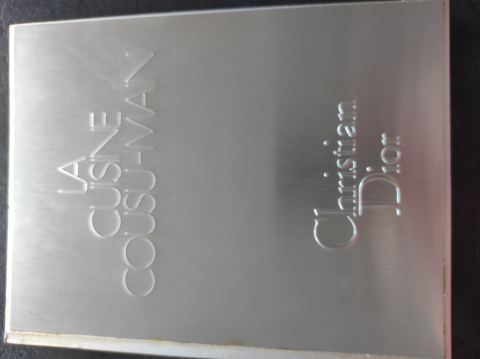 LA
CUISINE
COUSU-MAIN
Christian
Dior